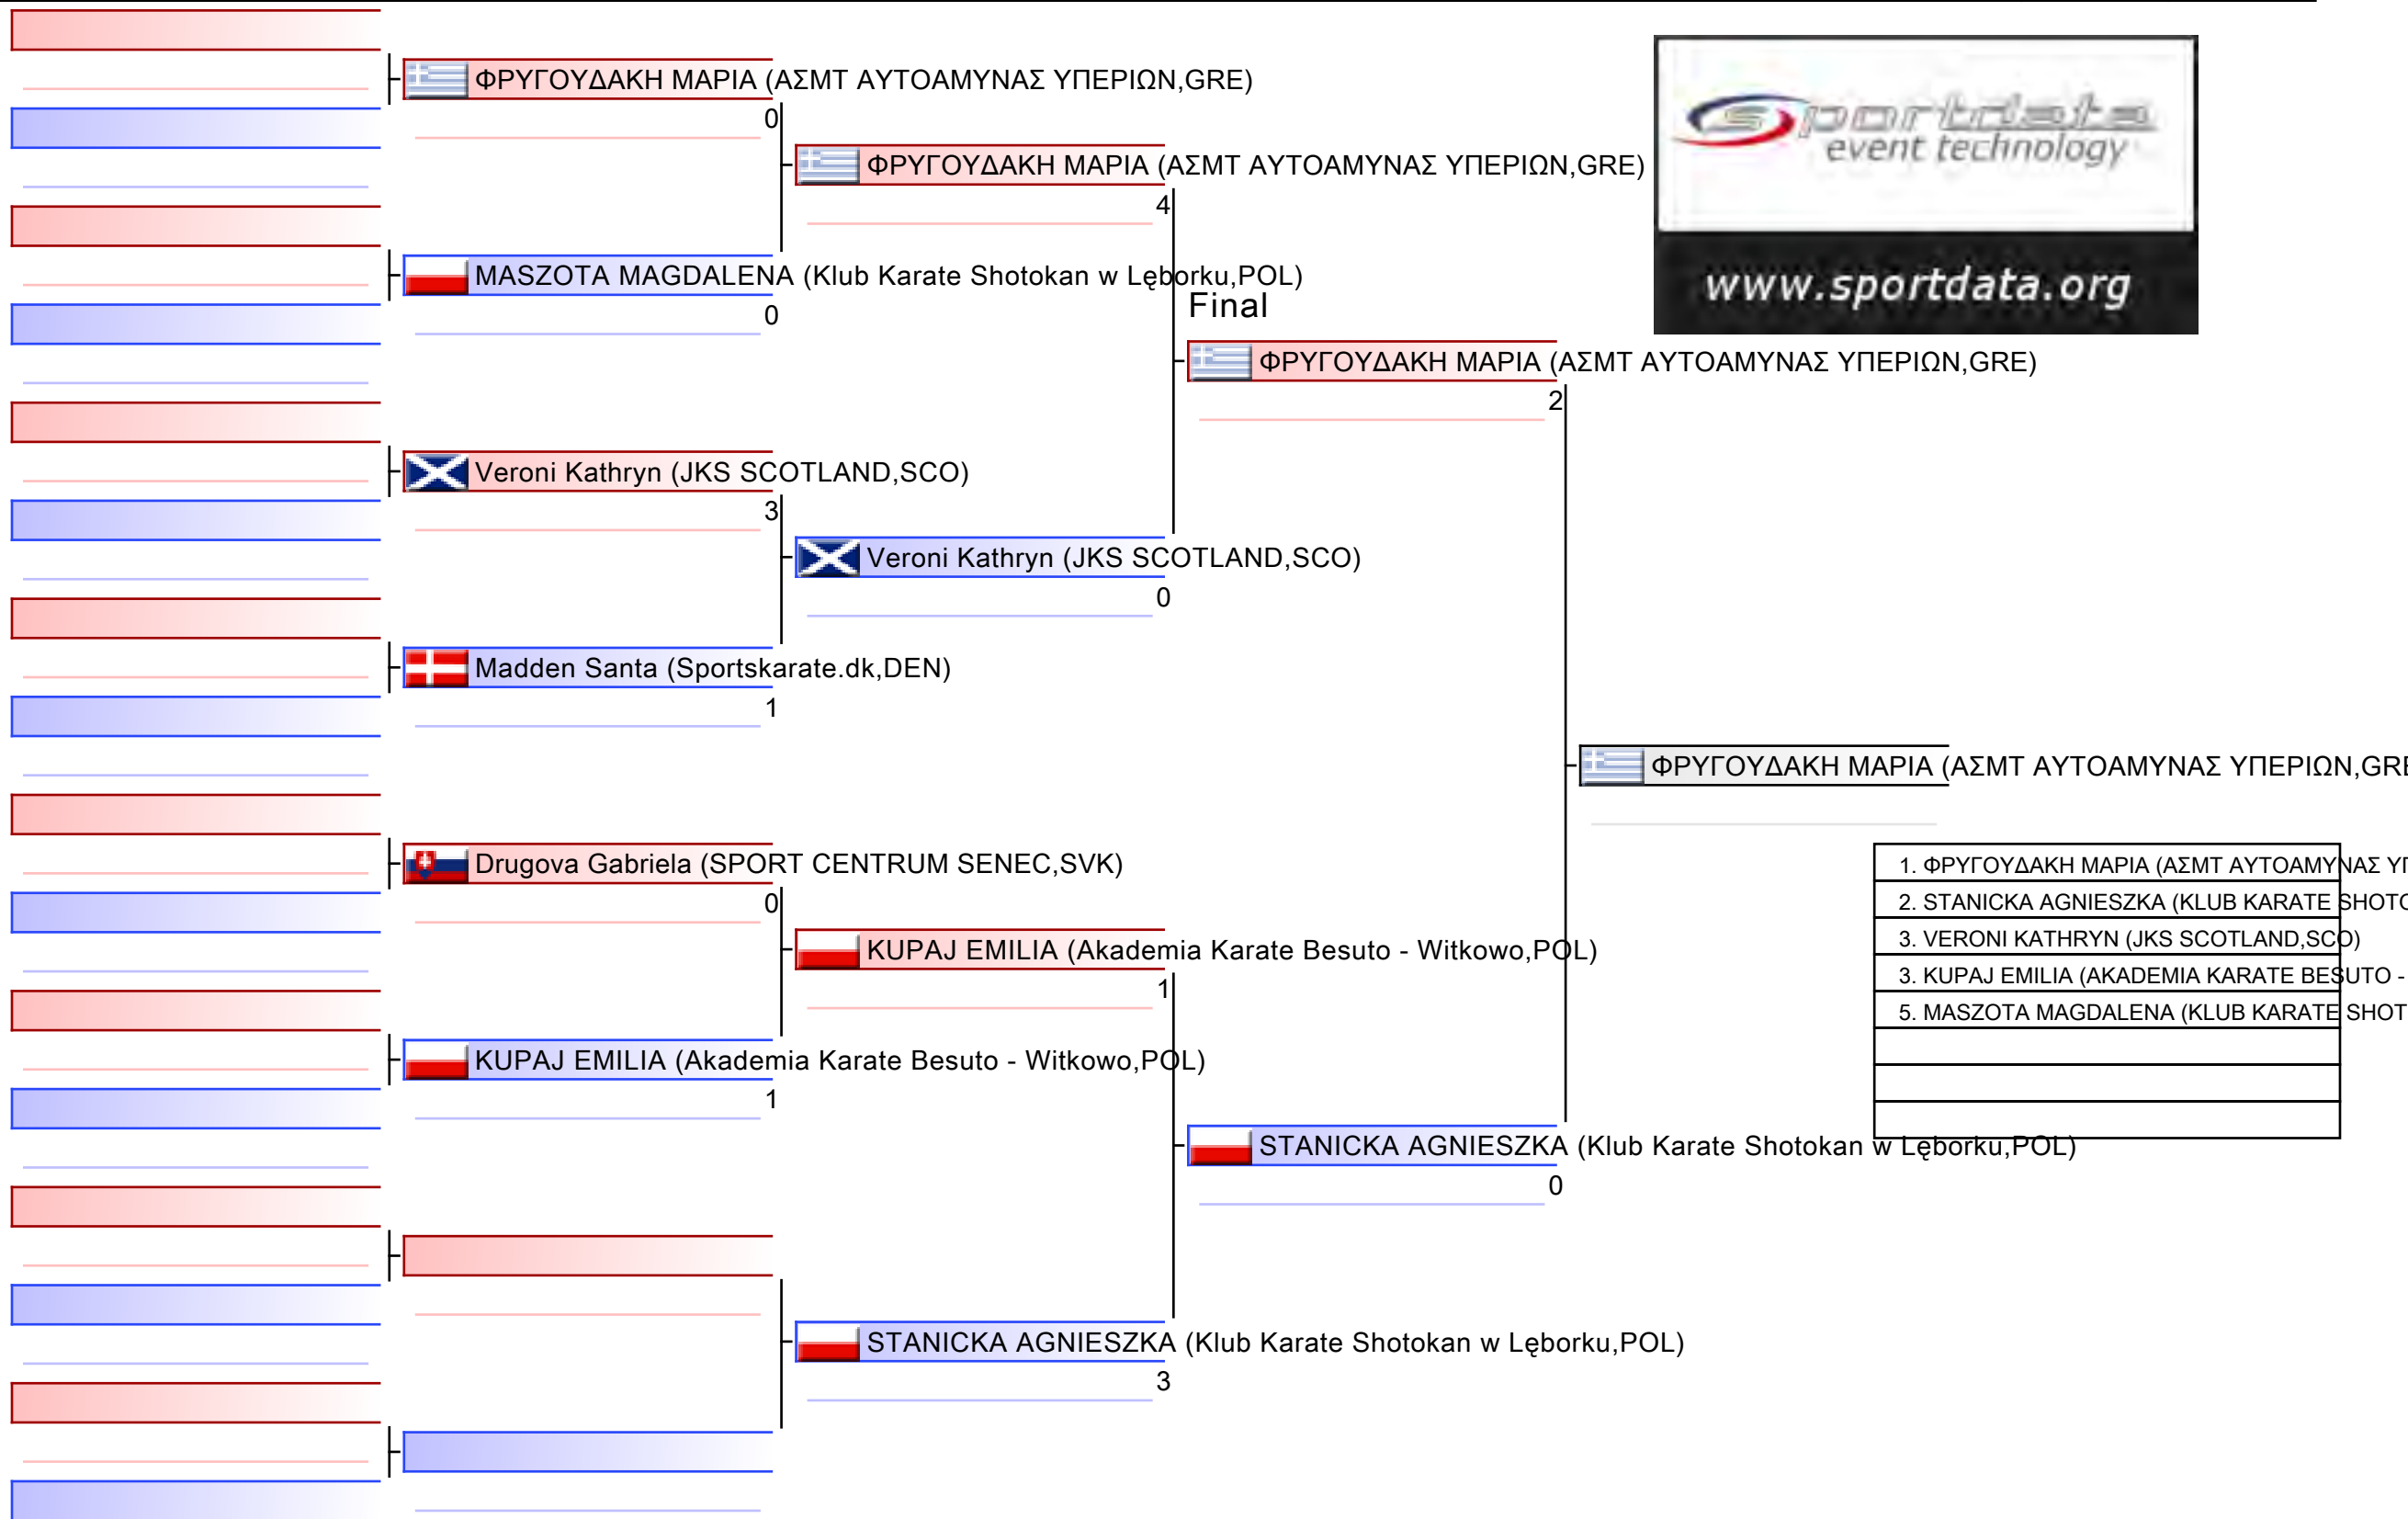 ΦΡΥΓΟΥΔΑΚΗ ΜΑΡΙΑ (ΑΣΜΤ ΑΥΤΟΑΜΥΝΑΣ ΥΠΕΡΙΩΝ,GRE)
0
MASZOTA MAGDALENA (Klub Karate Shotokan w Lęborku,POL)
0
Veroni Kathryn (JKS SCOTLAND,SCO)
3
Madden Santa (Sportskarate.dk,DEN)
1
Drugova Gabriela (SPORT CENTRUM SENEC,SVK)
0
KUPAJ EMILIA (Akademia Karate Besuto - Witkowo,POL)
1
ΦΡΥΓΟΥΔΑΚΗ ΜΑΡΙΑ (ΑΣΜΤ ΑΥΤΟΑΜΥΝΑΣ ΥΠΕΡΙΩΝ,GRE)
4
Veroni Kathryn (JKS SCOTLAND,SCO)
0
KUPAJ EMILIA (Akademia Karate Besuto - Witkowo,POL)
1
STANICKA AGNIESZKA (Klub Karate Shotokan w Lęborku,POL)
3
Final
ΦΡΥΓΟΥΔΑΚΗ ΜΑΡΙΑ (ΑΣΜΤ ΑΥΤΟΑΜΥΝΑΣ ΥΠΕΡΙΩΝ,GRE)
2
STANICKA AGNIESZKA (Klub Karate Shotokan w Lęborku,POL)
0
sportdata
event technology
www.sportdata.org
ΦΡΥΓΟΥΔΑΚΗ ΜΑΡΙΑ (ΑΣΜΤ ΑΥΤΟΑΜΥΝΑΣ ΥΠΕΡΙΩΝ,GRE
1. ΦΡΥΓΟΥΔΑΚΗ ΜΑΡΙΑ (ΑΣΜΤ ΑΥΤΟΑΜΥΝΑΣ ΥΠ
2. STANICKA AGNIESZKA (KLUB KARATE SHOTO
3. VERONI KATHRYN (JKS SCOTLAND,SCO)
3. KUPAJ EMILIA (AKADEMIA KARATE BESUTO -
5. MASZOTA MAGDALENA (KLUB KARATE SHOT